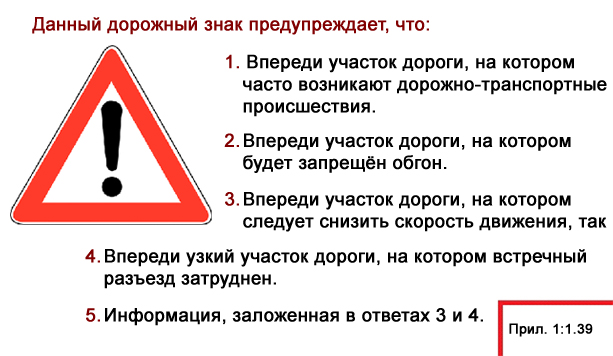 Данный дорожный знак предупреждает, что:
1. Впереди участок дороги, на котором
часто возникают дорожно-транспортные
происшествия.
2. Впереди участок дороги, на котором
будет запрещён обгон.
3. Впереди участок дороги, на котором
следует снизить скорость движения, так
4. Впереди узкий участок дороги, на котором встречный
разъезд затруднен.
5. Информация, заложенная в ответах 3 и 4.
Прил. 1:1.39